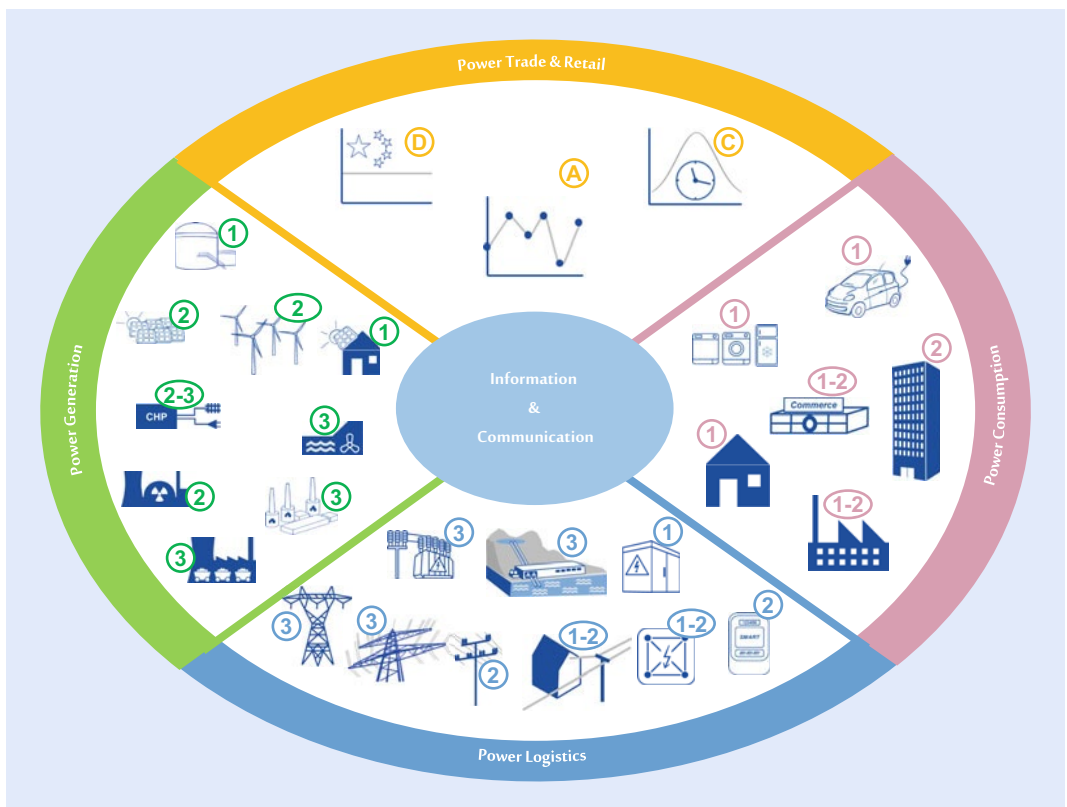 Power Trade & Retail
D
C
A
1
2
2
1
2-3
CHP
3
2
3
3
Power Generation
Information
&
Communication
1
1
2
1-2
Commerce
1
1-2
Power Consumption
3
3
1
3
3
2
1-2
1-2
2
SMART
Power Logistics